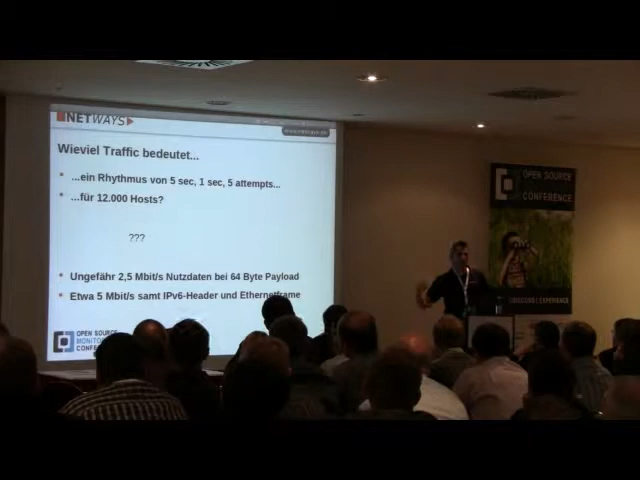 NETWAYS
Wieviel Traffic bedeutet...
...ein Rhythmus von 5 sec, 1 sec, 5 attempts...
...für 12.000 Hosts?
???
Ungefähr 2,5 Mbit/s Nutzdaten bei 64 Byte Payload
Etwa 5 Mbit/s samt IPv6-Header und Ethernetframe
OPEN SOURCE
CONFERENCE
OPEN SOURCE
CONFERENCE
EXPERIENCE